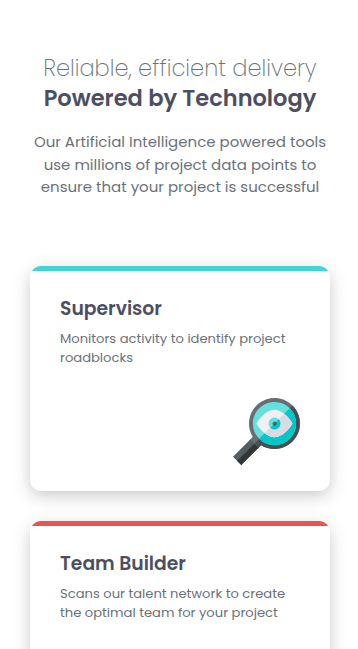 Reliable, efficient delivery
Powered by Technology
Our Artificial Intelligence powered tools
use millions of project data points to
ensure that your project is successful
Supervisor
Monitors activity to identify project
roadblocks
Team Builder
Scans our talent network to create
the optimal team for your project